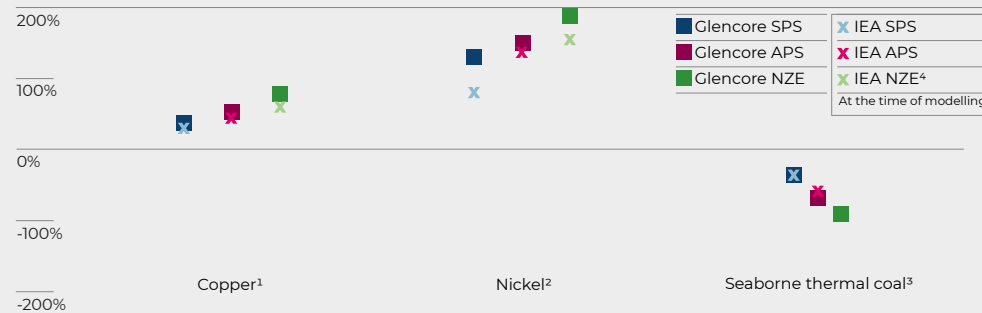 200%
100%
0%
-100%
-200%
Glencore SPS
Glencore APS
Glencore NZE
IEA SPS
IEA APS
IEA NZE⁴
At the time of modelling
Copper¹
Nickel²
Seaborne thermal coal³